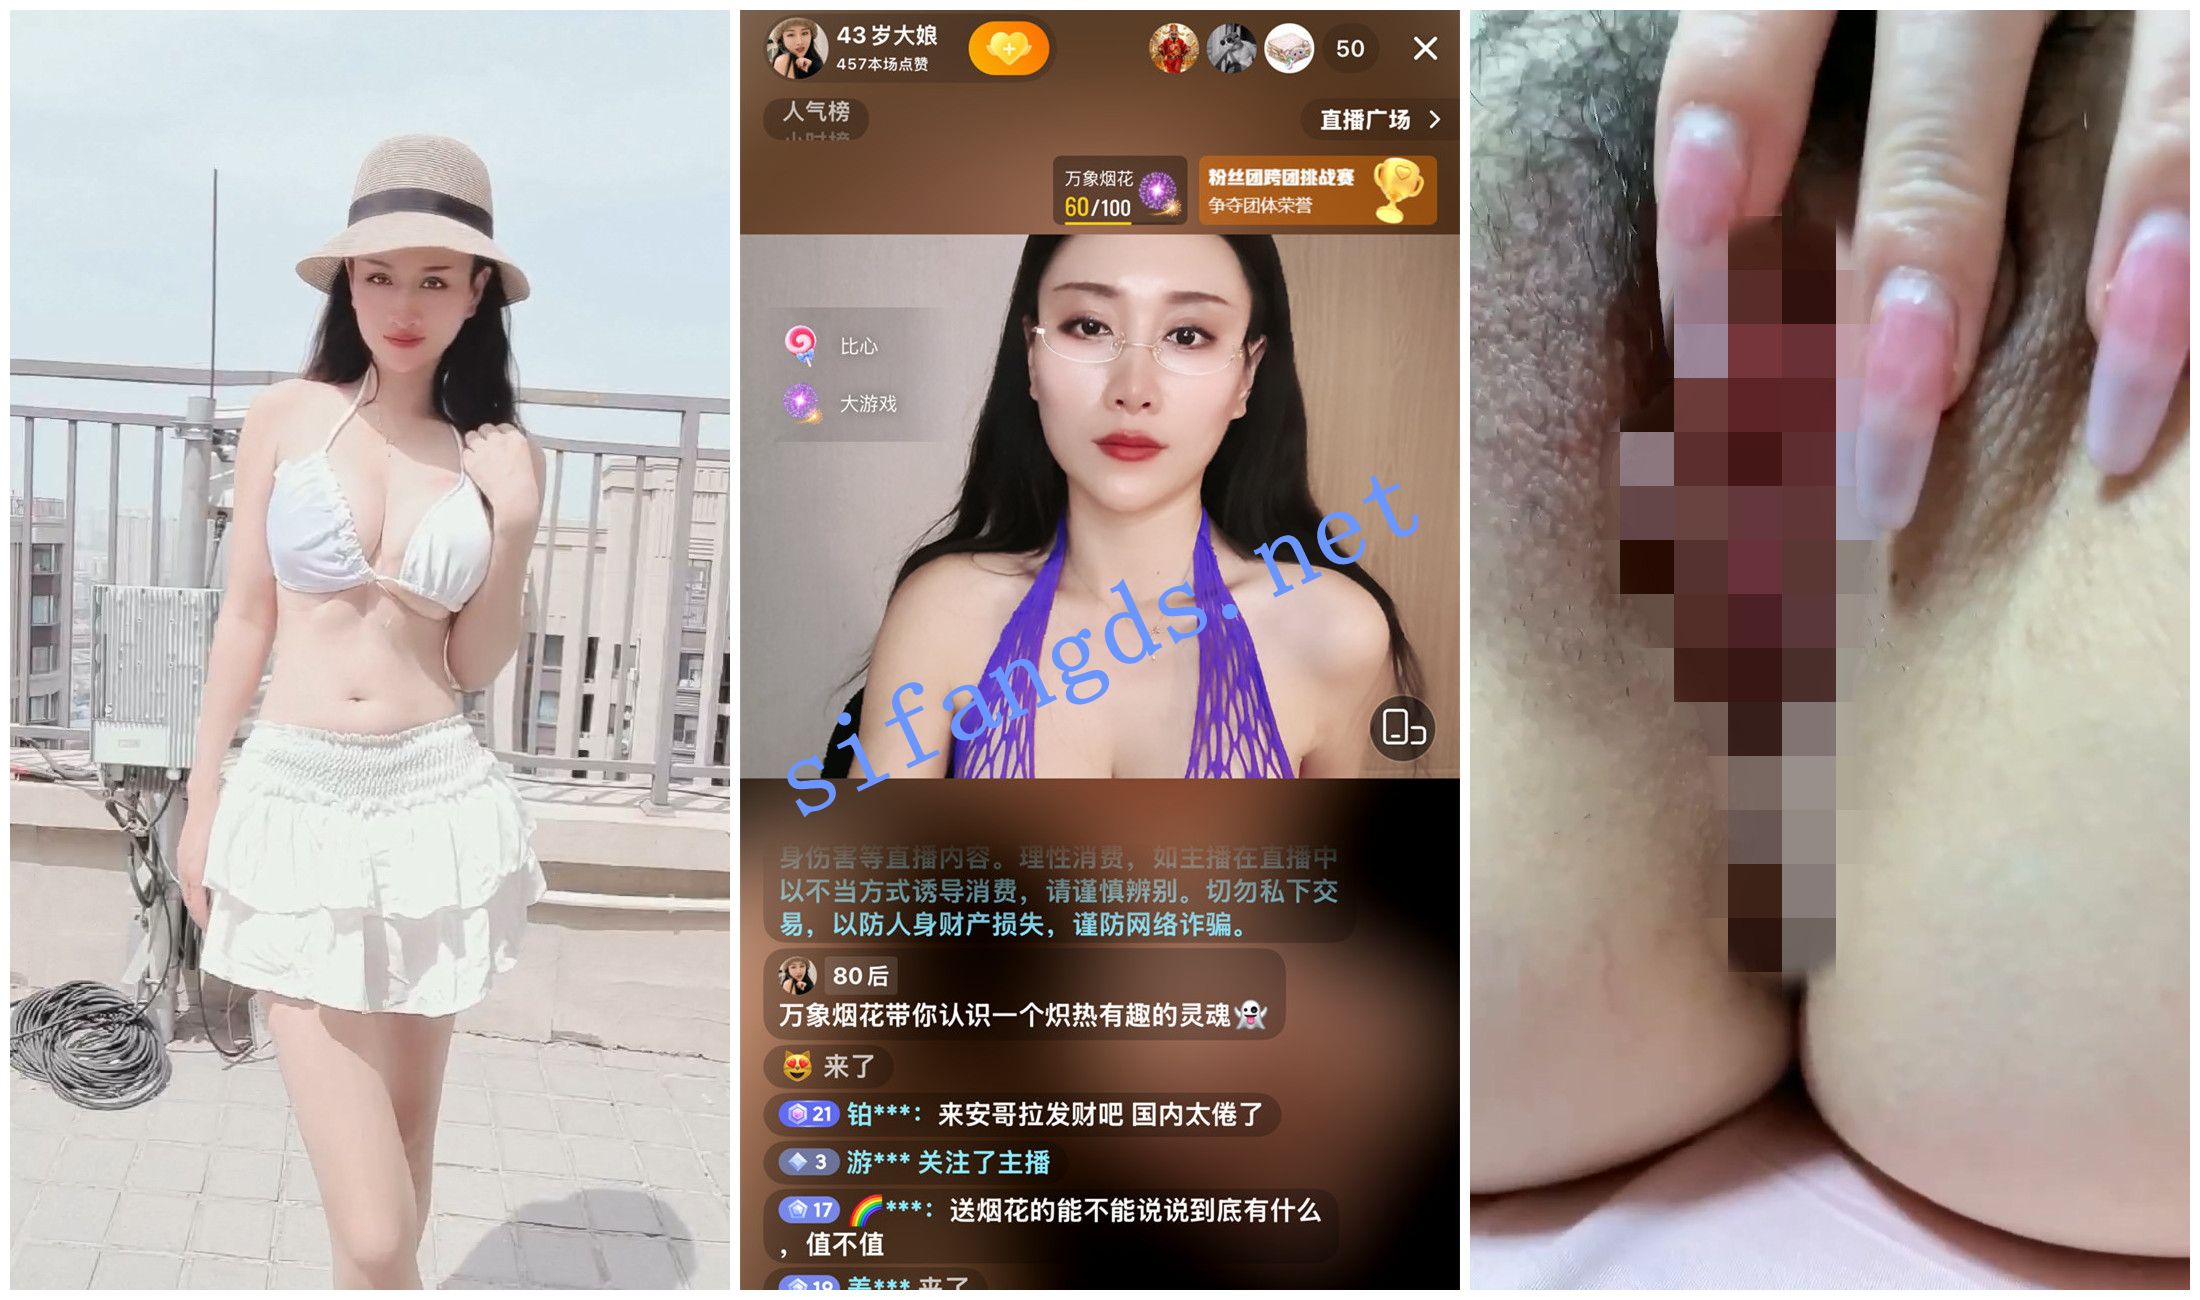 43岁大娘
457本场点赞
50
人气榜
小时榜
直播广场
万象烟花
60/100
粉丝团跨团挑战赛
争夺团体荣誉
比心
大游戏
sifangds.net
身伤害等直播内容。理性消费，如主播在直播中
以不当方式诱导消费，请谨慎辨别。切勿私下交
易，以防人身财产损失，谨防网络诈骗。
80后
万象烟花带你认识一个炽热有趣的灵魂👻
😻 来了
21 铂***：来安哥拉发财吧 国内太倦了
3 游*** 关注了主播
17 🌈***：送烟花的能不能说说到底有什么
，值不值
19 美*** 来了